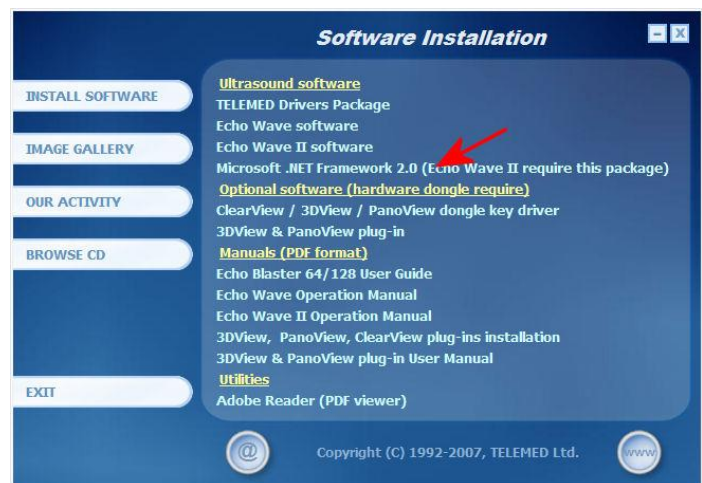 Software Installation
INSTALL SOFTWARE
IMAGE GALLERY
OUR ACTIVITY
BROWSE CD
EXIT
Ultrasound software
TELEMED Drivers Package
Echo Wave software
Echo Wave II software
Microsoft .NET Framework 2.0 (Echo Wave II require this package)
Optional software (hardware dongle require)
ClearView / 3DView / PanoView dongle key driver
3DView & PanoView plug-in
Manuals (PDF format)
Echo Blaster 64/128 User Guide
Echo Wave Operation Manual
Echo Wave II Operation Manual
3DView, PanoView, ClearView plug-ins installation
3DView & PanoView plug-in User Manual
Utilities
Adobe Reader (PDF viewer)
@
Copyright (C) 1992-2007, TELEMED Ltd.
www